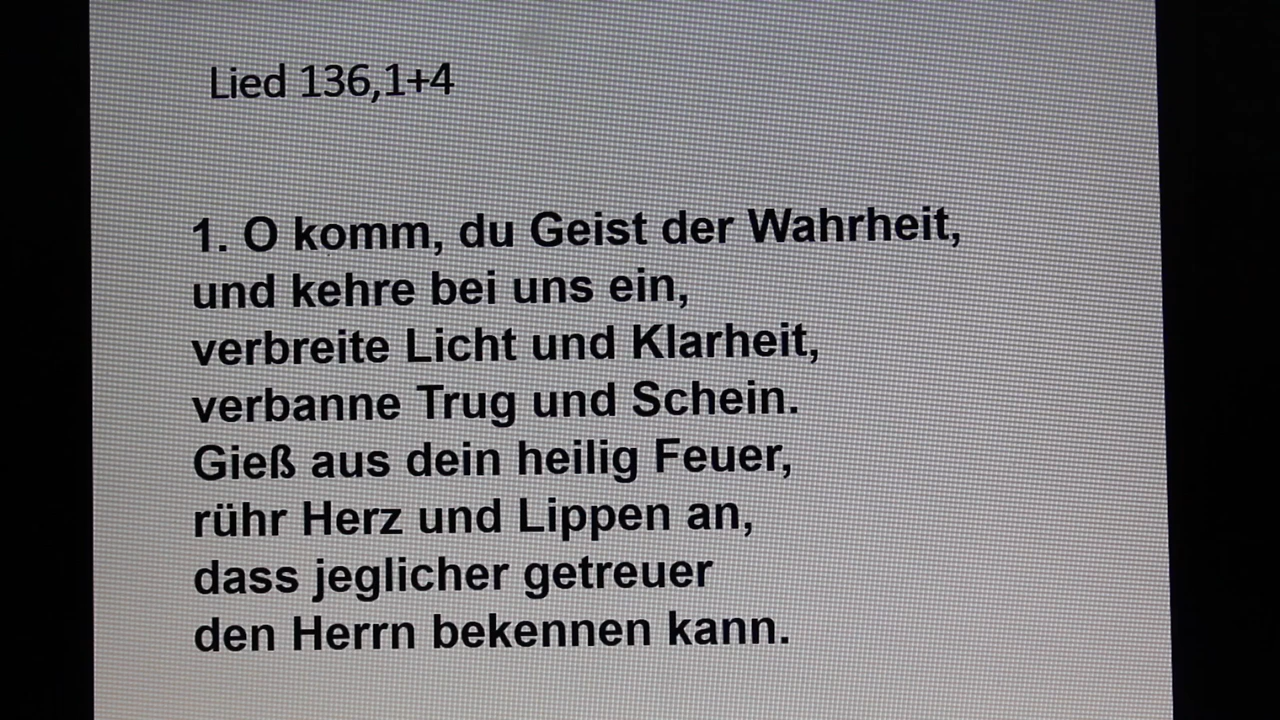 Lied 136,1+4
1. O komm, du Geist der Wahrheit,
und kehre bei uns ein,
verbreite Licht und Klarheit,
verbanne Trug und Schein.
Gieß aus dein heilig Feuer,
rühr Herz und Lippen an,
dass jeglicher getreuer
den Herrn bekennen kann.